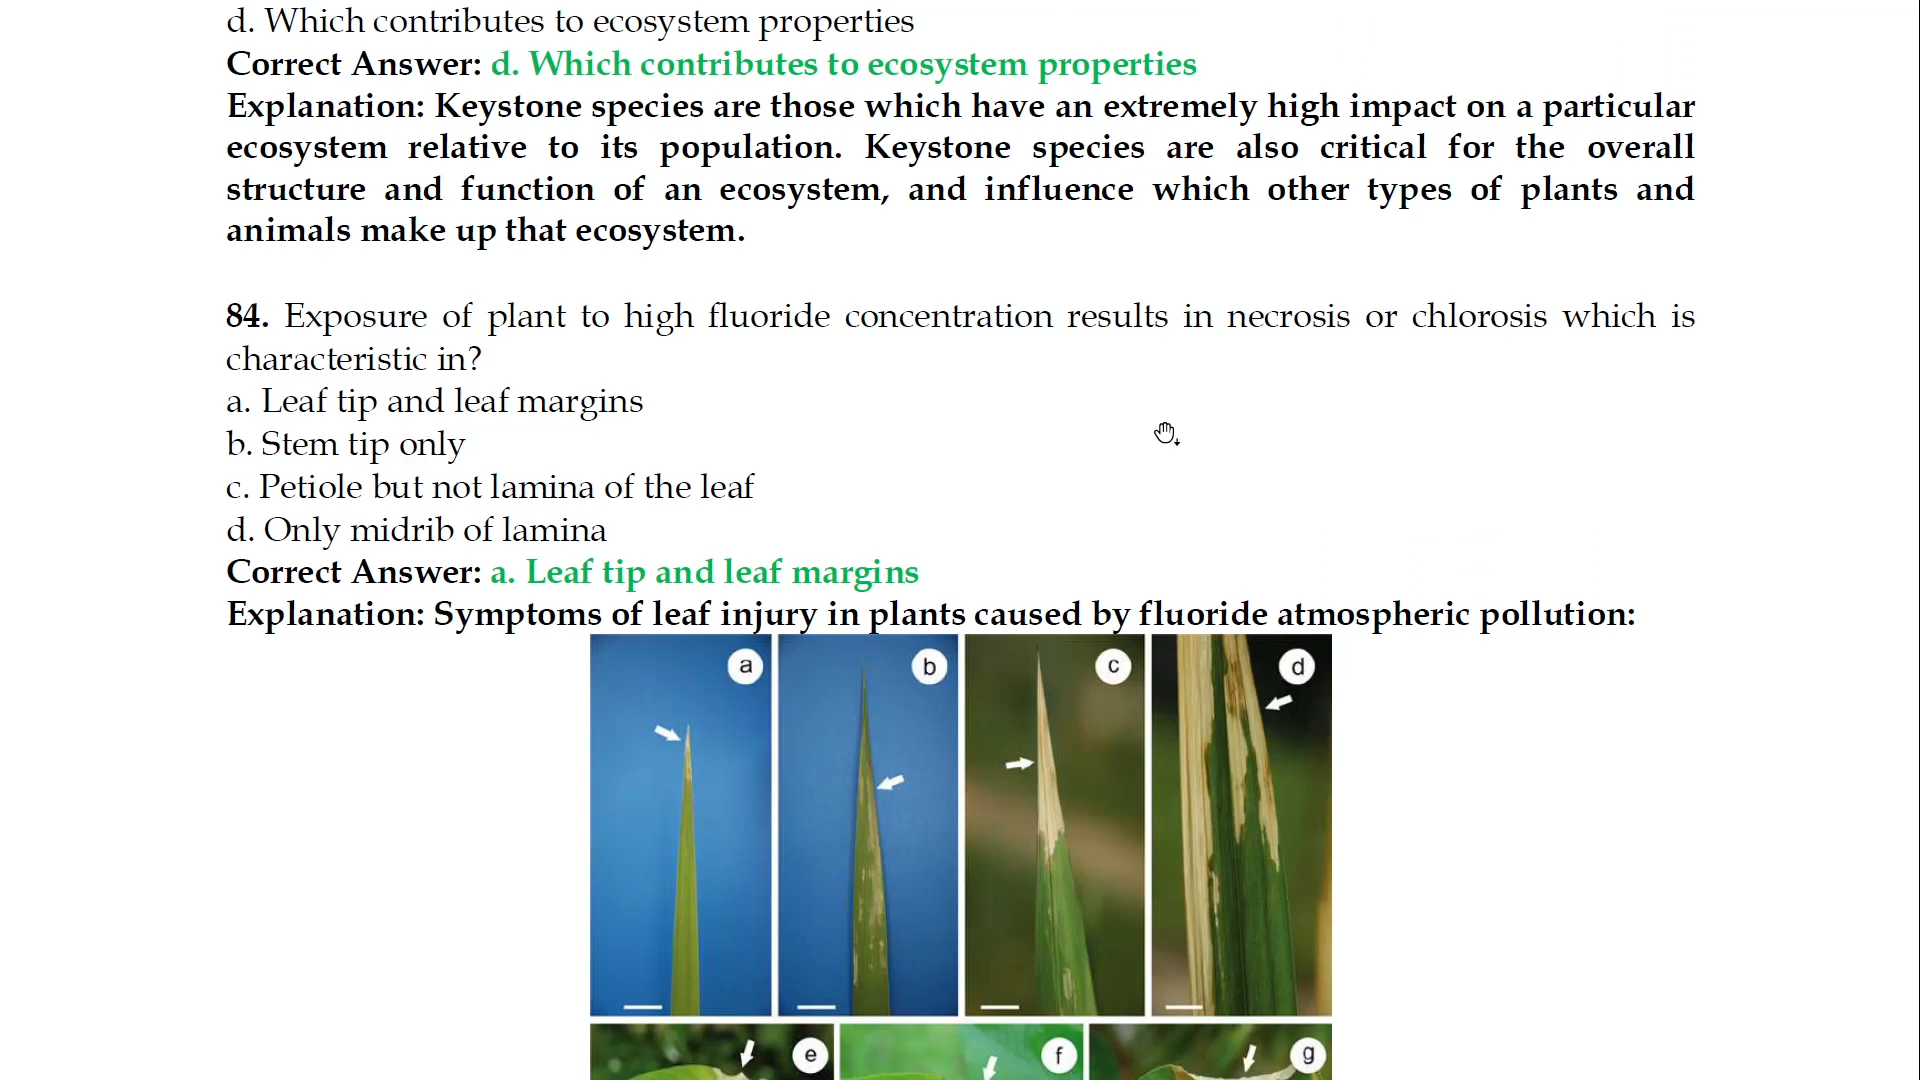 d. Which contributes to ecosystem properties
Correct Answer: d. Which contributes to ecosystem properties
Explanation: Keystone species are those which have an extremely high impact on a particular
ecosystem relative to its population. Keystone species are also critical for the overall
structure and function of an ecosystem, and influence which other types of plants and
animals make up that ecosystem.
84. Exposure of plant to high fluoride concentration results in necrosis or chlorosis which is
characteristic in?
a. Leaf tip and leaf margins
b. Stem tip only
c. Petiole but not lamina of the leaf
d. Only midrib of lamina
Correct Answer: a. Leaf tip and leaf margins
Explanation: Symptoms of leaf injury in plants caused by fluoride atmospheric pollution:
a b c d
e f g